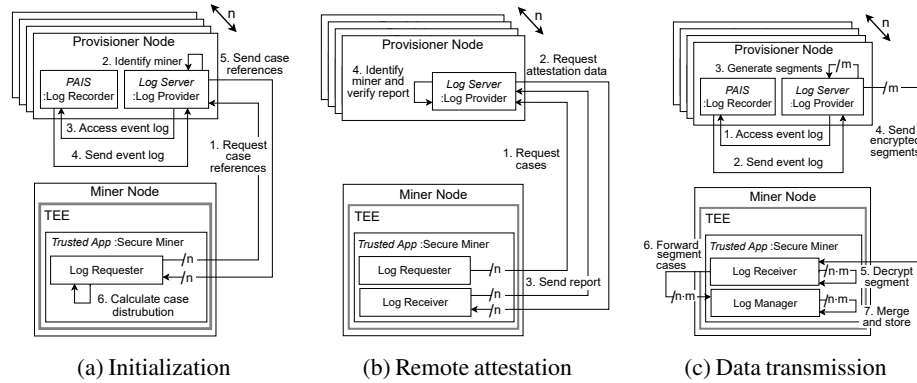 n
Provisioner Node
2. Identify miner
PAIS
:Log Recorder
Log Server
:Log Provider
3. Access event log
4. Send event log
5. Send case
references
1. Request
case
references
Miner Node
TEE
Trusted App :Secure Miner
Log Requester
/n
/n
6. Calculate case
distrubution
(a) Initialization
n
Provisioner Node
4. Identify
miner and
verify report
Log Server
:Log Provider
2. Request
attestation data
1. Request
cases
Miner Node
TEE
Trusted App :Secure Miner
Log Requester
/n
3. Send report
Log Receiver
/n
/n
(b) Remote attestation
n
Provisioner Node
3. Generate segments
/m
PAIS
:Log Recorder
Log Server
:Log Provider
/m
1. Access event log
2. Send event log
4. Send
encrypted
segments
Miner Node
TEE
6. Forward
segment
cases
Trusted App :Secure Miner
Log Receiver
/n·m
5. Decrypt
segment
/n·m
Log Manager
/n·m
7. Merge
and store
(c) Data transmission